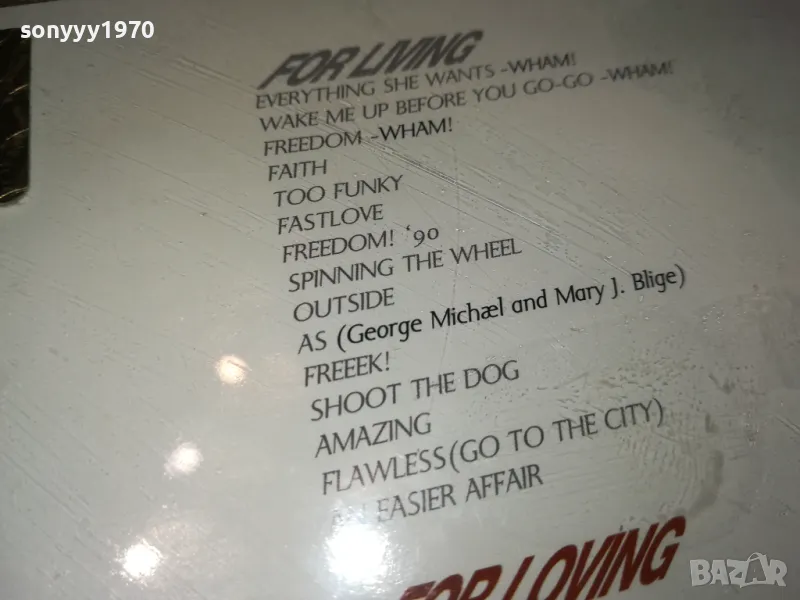 sonyyy1970
FOR LIVING
EVERYTHING SHE WANTS -WHAM!
WAKE ME UP BEFORE YOU GO-GO -WHAM!
FREEDOM -WHAM!
FAITH
TOO FUNKY
FASTLOVE
FREEDOM! '90
SPINNING THE WHEEL
OUTSIDE
AS (George Michæl and Mary J. Blige)
FREEEK!
SHOOT THE DOG
AMAZING
FLAWLESS (GO TO THE CITY)
EASIER AFFAIR
FOR LOVING
BAZAR